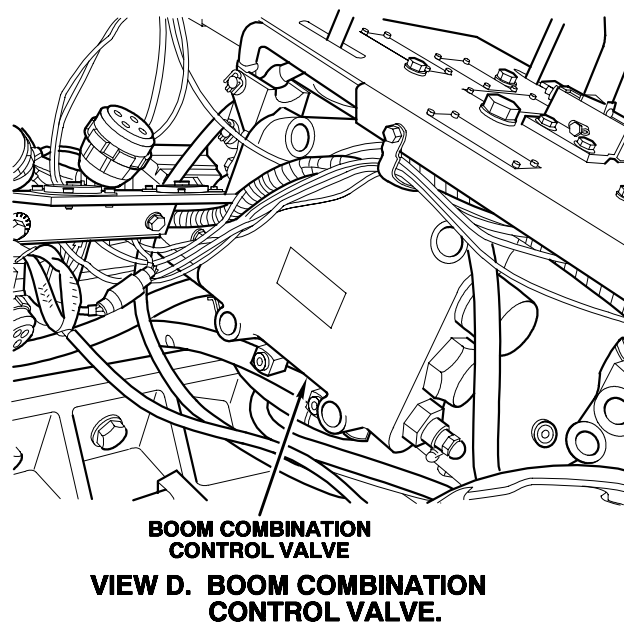 BOOM COMBINATION
CONTROL VALVE
VIEW D. BOOM COMBINATION
CONTROL VALVE.